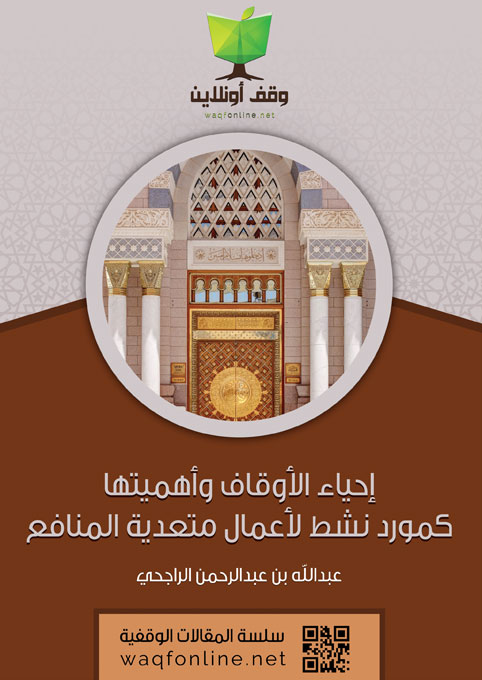 وقف أونلاين
waqfonline.net
إحياء الأوقاف وأهميتها
كمورد نشط لأعمال متعدية المنافع
عبدالله بن عبدالرحمن الراجحي
سلسة المقالات الوقفية
waqfonline.net